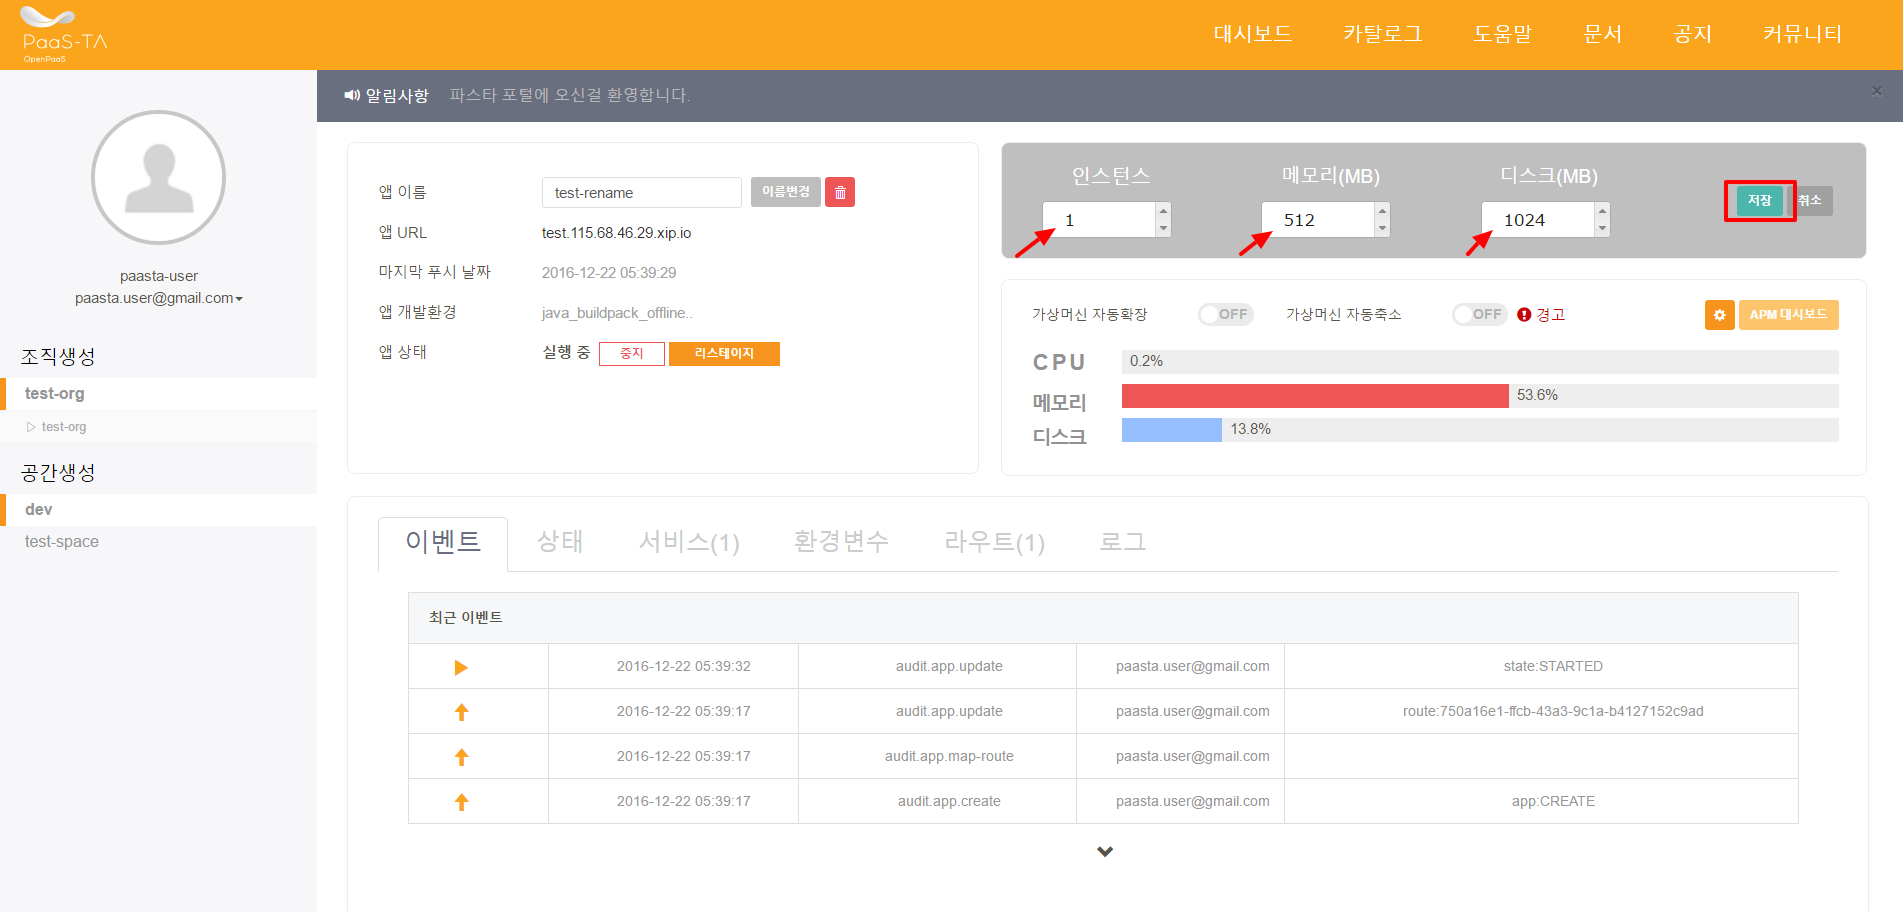 PaaS-TA
OpenPaaS
대시보드 카탈로그 도움말 문서 공지 커뮤니티
알림사항 파스타 포털에 오신걸 환영합니다. ×
paasta-user
paasta.user@gmail.com
조직생성
test-org
test-org
공간생성
dev
test-space
앱 이름 test-rename 이름변경
앱 URL test.115.68.46.29.xip.io
마지막 푸시 날짜 2016-12-22 05:39:29
앱 개발환경 java_buildpack_offline..
앱 상태 실행 중 중지 리스테이지
인스턴스 메모리(MB) 디스크(MB)
1 512 1024 저장 취소
가상머신 자동확장 OFF 가상머신 자동축소 OFF 경고 APM 대시보드
CPU 0.2%
메모리 53.6%
디스크 13.8%
이벤트 상태 서비스(1) 환경변수 라우트(1) 로그
최근 이벤트
2016-12-22 05:39:32 audit.app.update paasta.user@gmail.com state:STARTED
2016-12-22 05:39:17 audit.app.update paasta.user@gmail.com route:750a16e1-ffcb-43a3-9c1a-b4127152c9ad
2016-12-22 05:39:17 audit.app.map-route paasta.user@gmail.com
2016-12-22 05:39:17 audit.app.create paasta.user@gmail.com app:CREATE